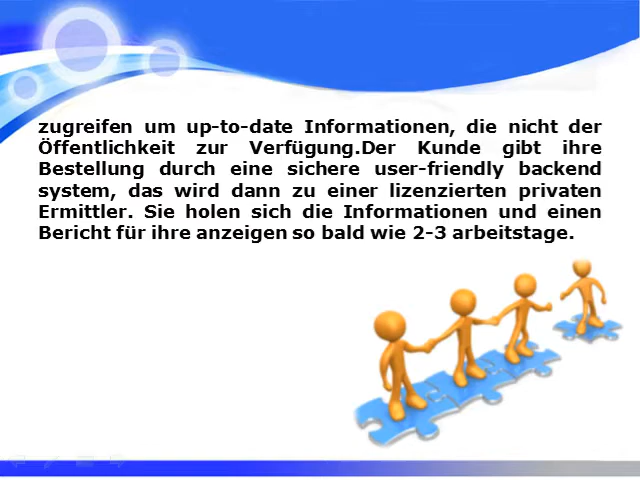 zugreifen um up-to-date Informationen, die nicht der
Öffentlichkeit zur Verfügung.Der Kunde gibt ihre
Bestellung durch eine sichere user-friendly backend
system, das wird dann zu einer lizenzierten privaten
Ermittler. Sie holen sich die Informationen und einen
Bericht für ihre anzeigen so bald wie 2-3 arbeitstage.